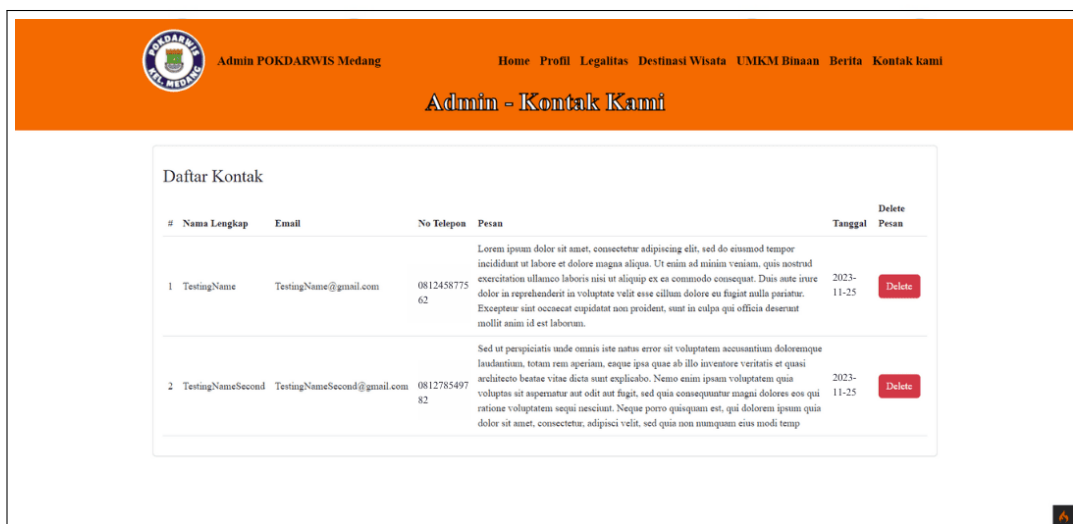 POKDARWIS
KEL. MEDANG
Admin POKDARWIS Medang
Home Profil Legalitas Destinasi Wisata UMKM Binaan Berita Kontak kami
Admin - Kontak Kami
Daftar Kontak
# Nama Lengkap Email No Telepon Pesan Tanggal Delete Pesan
1 TestingName TestingName@gmail.com 0812458775
62
Lorem ipsum dolor sit amet, consectetur adipiscing elit, sed do eiusmod tempor
incididunt ut labore et dolore magna aliqua. Ut enim ad minim veniam, quis nostrud
exercitation ullamco laboris nisi ut aliquip ex ea commodo consequat. Duis aute irure
dolor in reprehenderit in voluptate velit esse cillum dolore eu fugiat nulla pariatur.
Excepteur sint occaecat cupidatat non proident, sunt in culpa qui officia deserunt
mollit anim id est laborum.
2023-
11-25
Delete
2 TestingNameSecond TestingNameSecond@gmail.com 0812785497
82
Sed ut perspiciatis unde omnis iste natus error sit voluptatem accusantium doloremque
laudantium, totam rem aperiam, eaque ipsa quae ab illo inventore veritatis et quasi
architecto beatae vitae dicta sunt explicabo. Nemo enim ipsam voluptatem quia
voluptas sit aspernatur aut odit aut fugit, sed quia consequuntur magni dolores eos qui
ratione voluptatem sequi nesciunt. Neque porro quisquam est, qui dolorem ipsum quia
dolor sit amet, consectetur, adipisci velit, sed quia non numquam eius modi temp
2023-
11-25
Delete